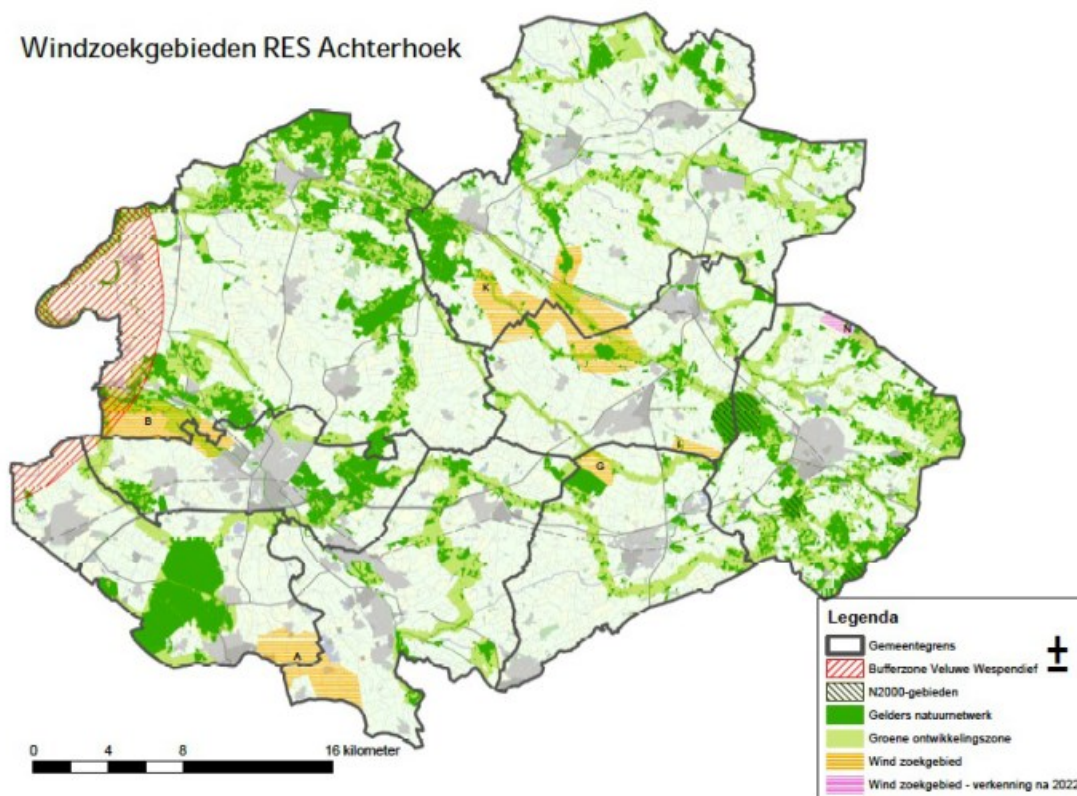 Windzoekgebieden RES Achterhoek
K
N
B
L
G
A
Legenda
Gemeentegrens
Bufferzone Veluwe Wespendief
N2000-gebieden
Gelders natuurnetwerk
Groene ontwikkelingszone
Wind zoekgebied
Wind zoekgebied - verkenning na 2022
0 2 4 8 16 kilometer